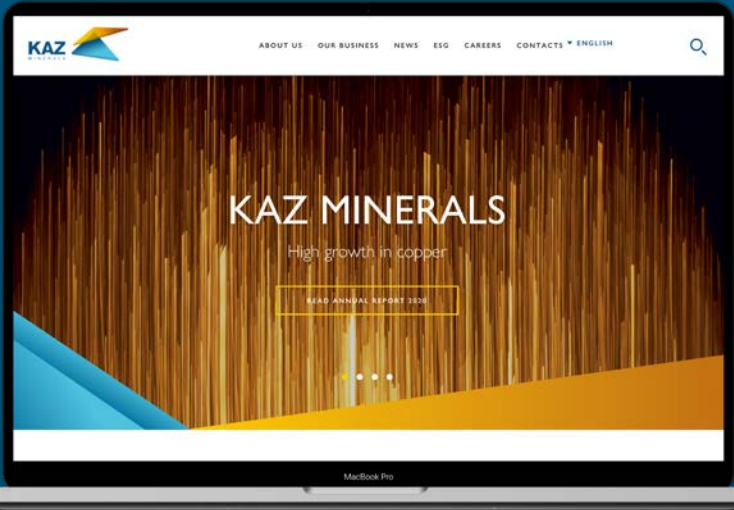 KAZ
MINERALS
ABOUT US OUR BUSINESS NEWS ESG CAREERS CONTACTS ENGLISH
KAZ MINERALS
High growth in copper
READ ANNUAL REPORT 2020
MacBook Pro